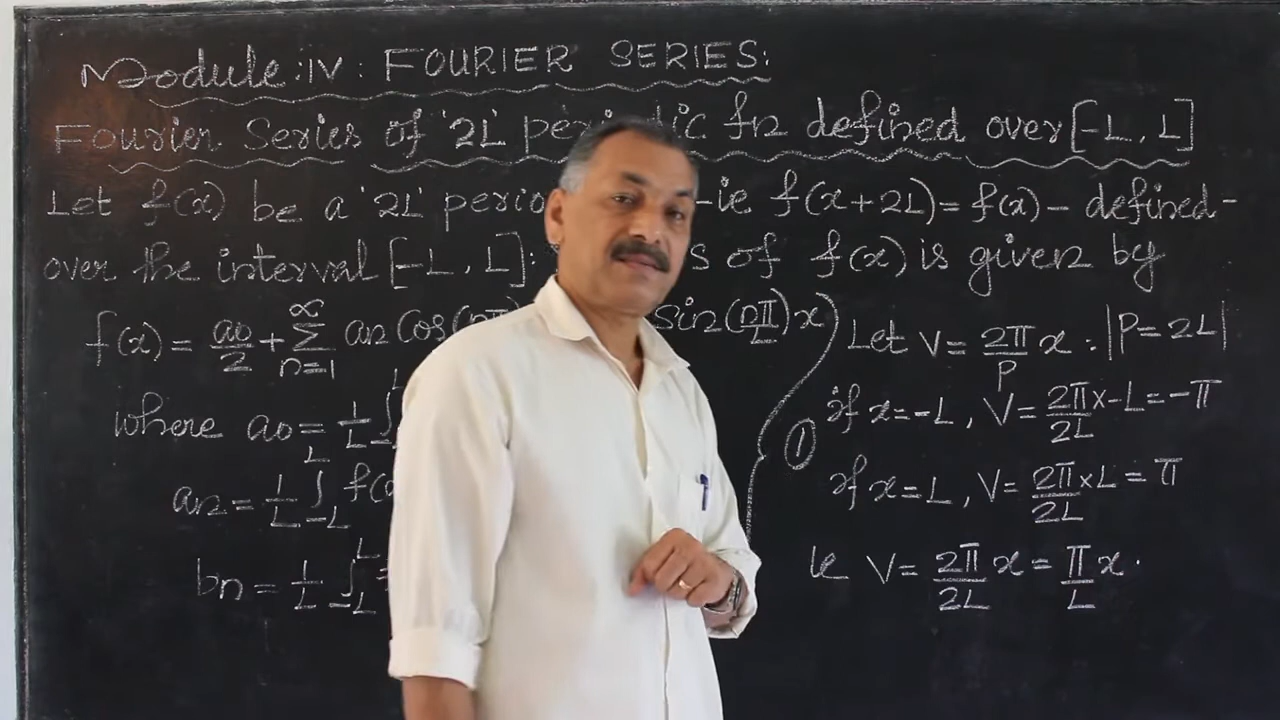 Module: IV : FOURIER SERIES:
Fourier Series of '2L' periodic fn defined over [-L, L]
Let f(x) be a '2L' perio -ie f(x+2L)=f(x)- defined-
over the interval [-L, L]: s of f(x) is given by
f(x) = a0/2 + ∞∑n=1 an Cos(nπ Sin(nπ/L)x
where a0 = 1/L ∫-L^L
an = 1/L ∫-L^L f(x
bn = 1/L ∫-L^L
①
Let V = 2π/P x : |P=2L|
if x=-L, V = 2π/2L x-L = -π
if x=L, V = 2π/2L xL = π
ie V = 2π/2L x = π/L x.